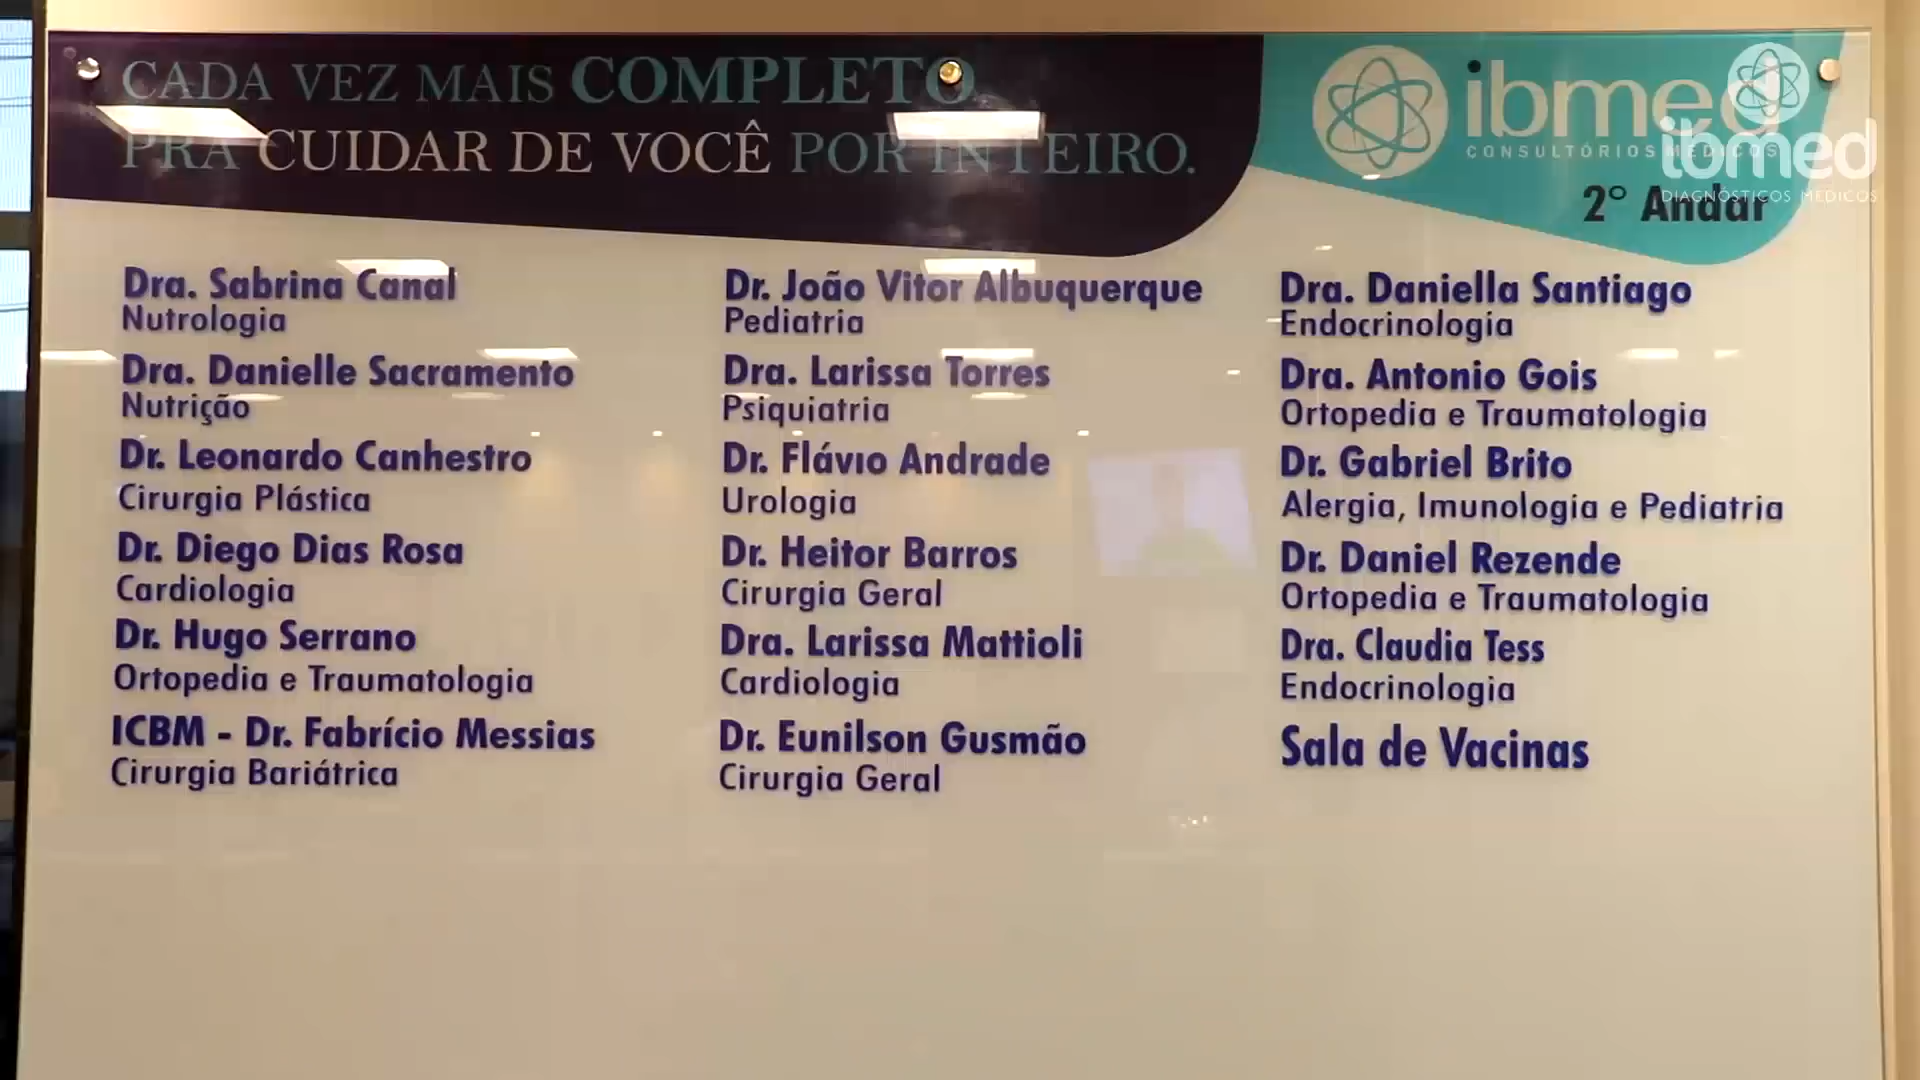 CADA VEZ MAIS COMPLETO
PRA CUIDAR DE VOCÊ POR INTEIRO.
ibmed
CONSULTÓRIOS MÉDICOS
2° Andar
ibmed
DIAGNÓSTICOS MÉDICOS
Dra. Sabrina Canal
Nutrologia
Dra. Danielle Sacramento
Nutrição
Dr. Leonardo Canhestro
Cirurgia Plástica
Dr. Diego Dias Rosa
Cardiologia
Dr. Hugo Serrano
Ortopedia e Traumatologia
ICBM - Dr. Fabrício Messias
Cirurgia Bariátrica
Dr. João Vitor Albuquerque
Pediatria
Dra. Larissa Torres
Psiquiatria
Dr. Flávio Andrade
Urologia
Dr. Heitor Barros
Cirurgia Geral
Dra. Larissa Mattioli
Cardiologia
Dr. Eunilson Gusmão
Cirurgia Geral
Dra. Daniella Santiago
Endocrinologia
Dra. Antonio Gois
Ortopedia e Traumatologia
Dr. Gabriel Brito
Alergia, Imunologia e Pediatria
Dr. Daniel Rezende
Ortopedia e Traumatologia
Dra. Claudia Tess
Endocrinologia
Sala de Vacinas